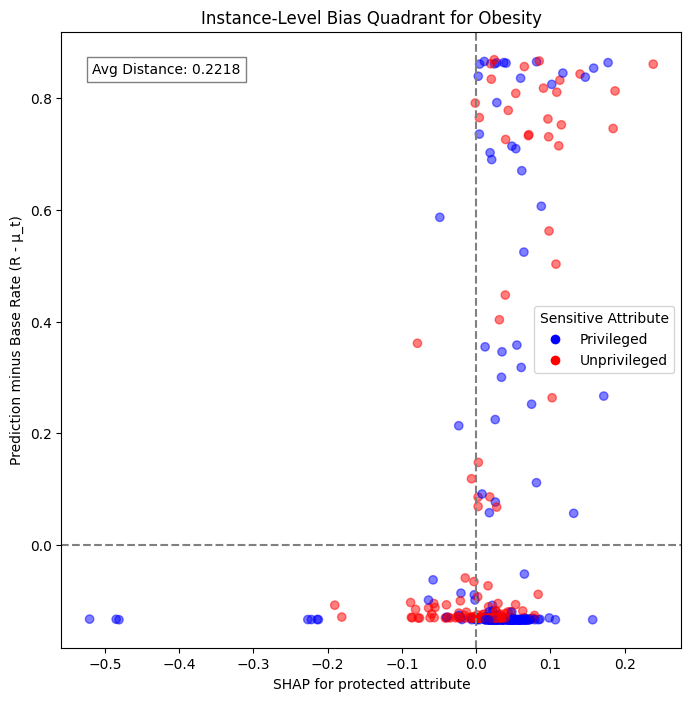 Instance-Level Bias Quadrant for Obesity
Avg Distance: 0.2218
Prediction minus Base Rate (R - μ_t)
0.8
0.6
0.4
0.2
0.0
Sensitive Attribute
Privileged
Unprivileged
−0.5
−0.4
−0.3
−0.2
−0.1
0.0
0.1
0.2
SHAP for protected attribute